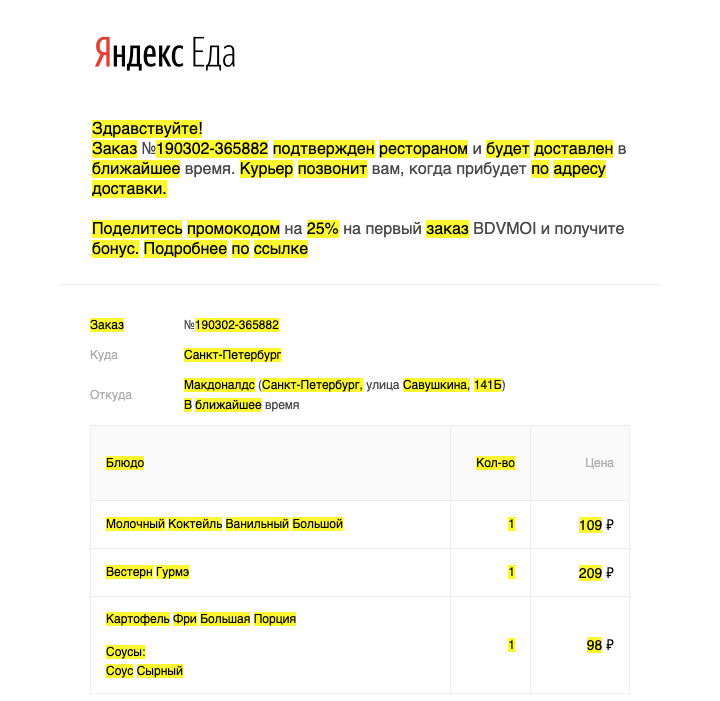 Яндекс Еда
Здравствуйте!
Заказ №190302-365882 подтвержден рестораном и будет доставлен в
ближайшее время. Курьер позвонит вам, когда прибудет по адресу
доставки.
Поделитесь промокодом на 25% на первый заказ BDVMOI и получите
бонус. Подробнее по ссылке
Заказ №190302-365882
Куда Санкт-Петербург
Откуда Макдоналдс (Санкт-Петербург, улица Савушкина, 141Б)
В ближайшее время
Блюдо Кол-во Цена
Молочный Коктейль Ванильный Большой 1 109 ₽
Вестерн Гурмэ 1 209 ₽
Картофель Фри Большая Порция 1 98 ₽
Соусы:
Соус Сырный